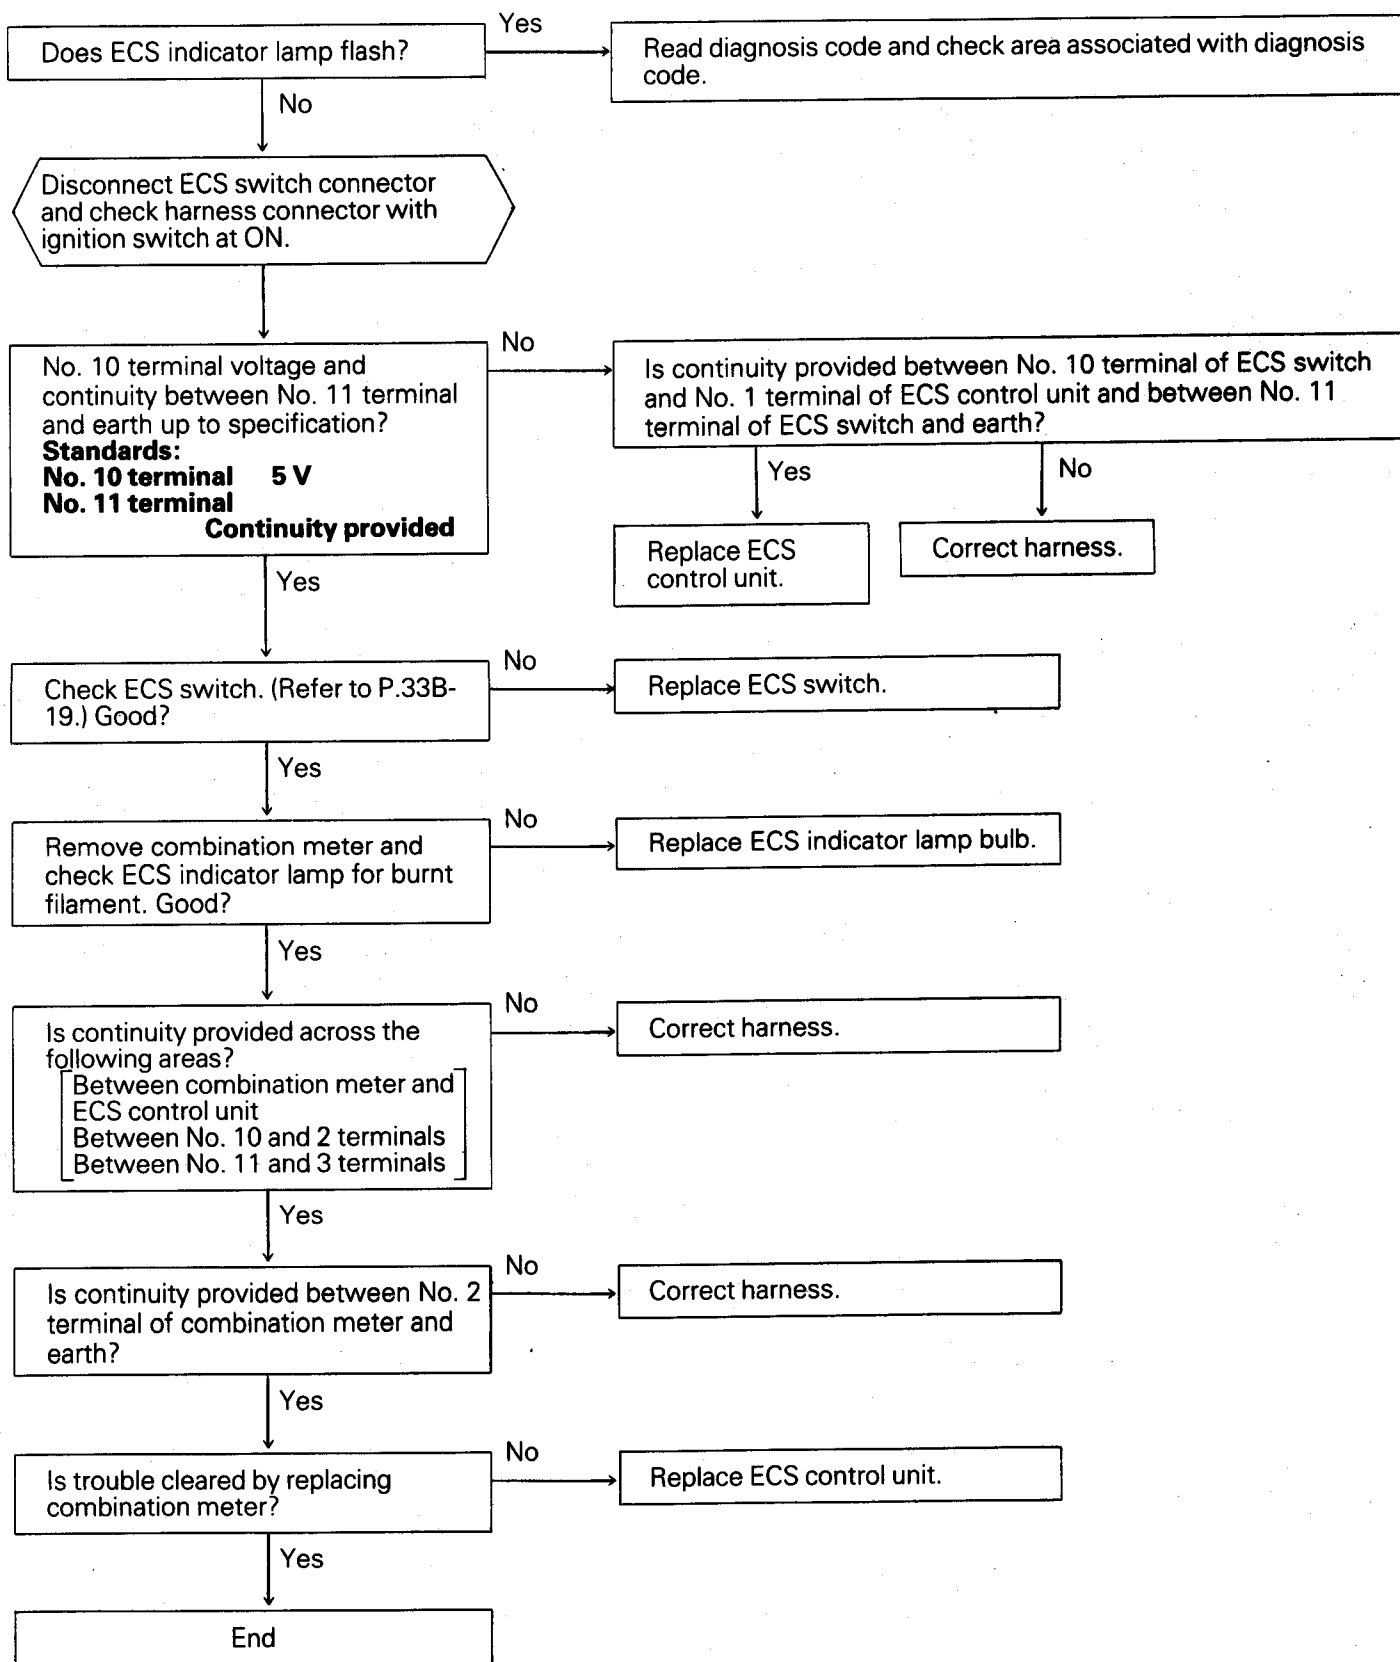 Does ECS indicator lamp flash?
Yes
Read diagnosis code and check area associated with diagnosis
code.
No
Disconnect ECS switch connector
and check harness connector with
ignition switch at ON.
No. 10 terminal voltage and
continuity between No. 11 terminal
and earth up to specification?
Standards:
No. 10 terminal 5 V
No. 11 terminal
Continuity provided
No
Is continuity provided between No. 10 terminal of ECS switch
and No. 1 terminal of ECS control unit and between No. 11
terminal of ECS switch and earth?
Yes
No
Replace ECS
control unit.
Correct harness.
Yes
Check ECS switch. (Refer to P.33B-
19.) Good?
No
Replace ECS switch.
Yes
Remove combination meter and
check ECS indicator lamp for burnt
filament. Good?
No
Replace ECS indicator lamp bulb.
Yes
Is continuity provided across the
following areas?
Between combination meter and
ECS control unit
Between No. 10 and 2 terminals
Between No. 11 and 3 terminals
No
Correct harness.
Yes
Is continuity provided between No. 2
terminal of combination meter and
earth?
No
Correct harness.
Yes
Is trouble cleared by replacing
combination meter?
No
Replace ECS control unit.
Yes
End